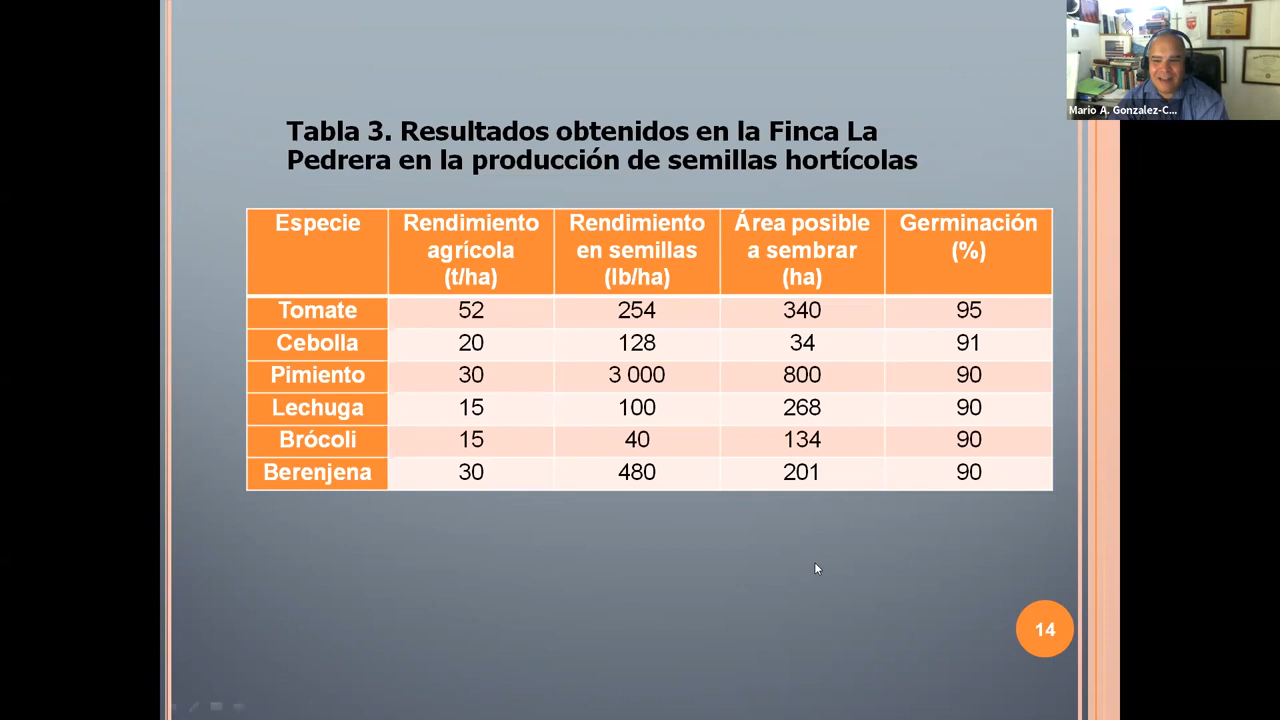 Mario A. Gonzalez-C...
Tabla 3. Resultados obtenidos en la Finca La
Pedrera en la producción de semillas hortícolas
Especie Rendimiento agrícola (t/ha) Rendimiento en semillas (lb/ha) Área posible a sembrar (ha) Germinación (%)
Tomate 52 254 340 95
Cebolla 20 128 34 91
Pimiento 30 3 000 800 90
Lechuga 15 100 268 90
Brócoli 15 40 134 90
Berenjena 30 480 201 90
14